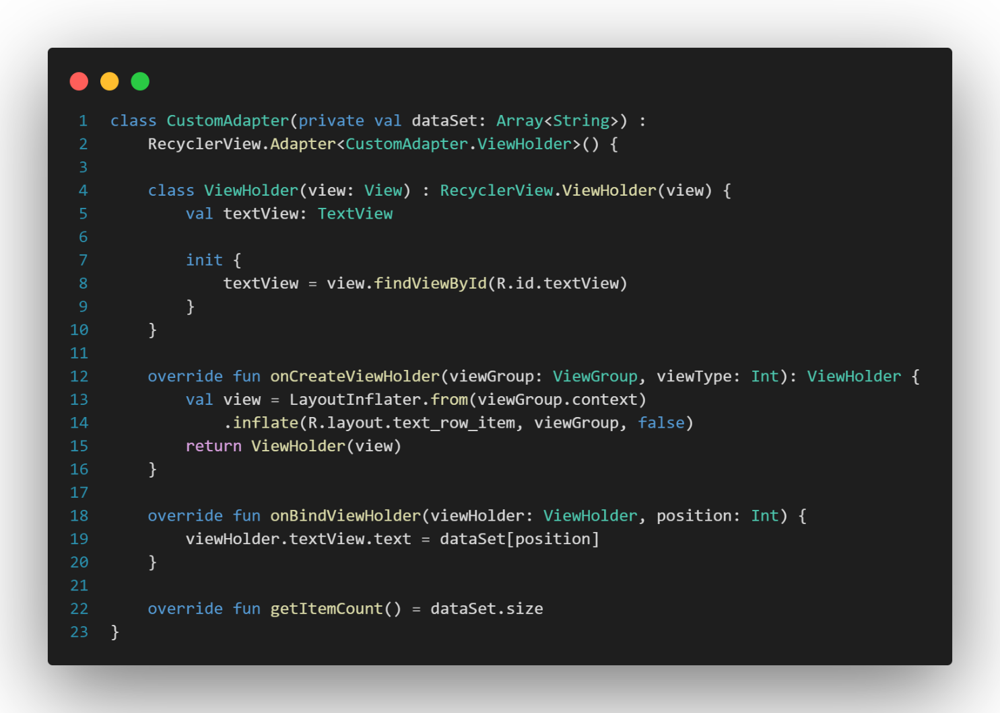 1 class CustomAdapter(private val dataSet: Array<String>) :
2     RecyclerView.Adapter<CustomAdapter.ViewHolder>() {
3
4     class ViewHolder(view: View) : RecyclerView.ViewHolder(view) {
5         val textView: TextView
6
7         init {
8             textView = view.findViewById(R.id.textView)
9         }
10     }
11
12     override fun onCreateViewHolder(viewGroup: ViewGroup, viewType: Int): ViewHolder {
13         val view = LayoutInflater.from(viewGroup.context)
14             .inflate(R.layout.text_row_item, viewGroup, false)
15         return ViewHolder(view)
16     }
17
18     override fun onBindViewHolder(viewHolder: ViewHolder, position: Int) {
19         viewHolder.textView.text = dataSet[position]
20     }
21
22     override fun getItemCount() = dataSet.size
23 }